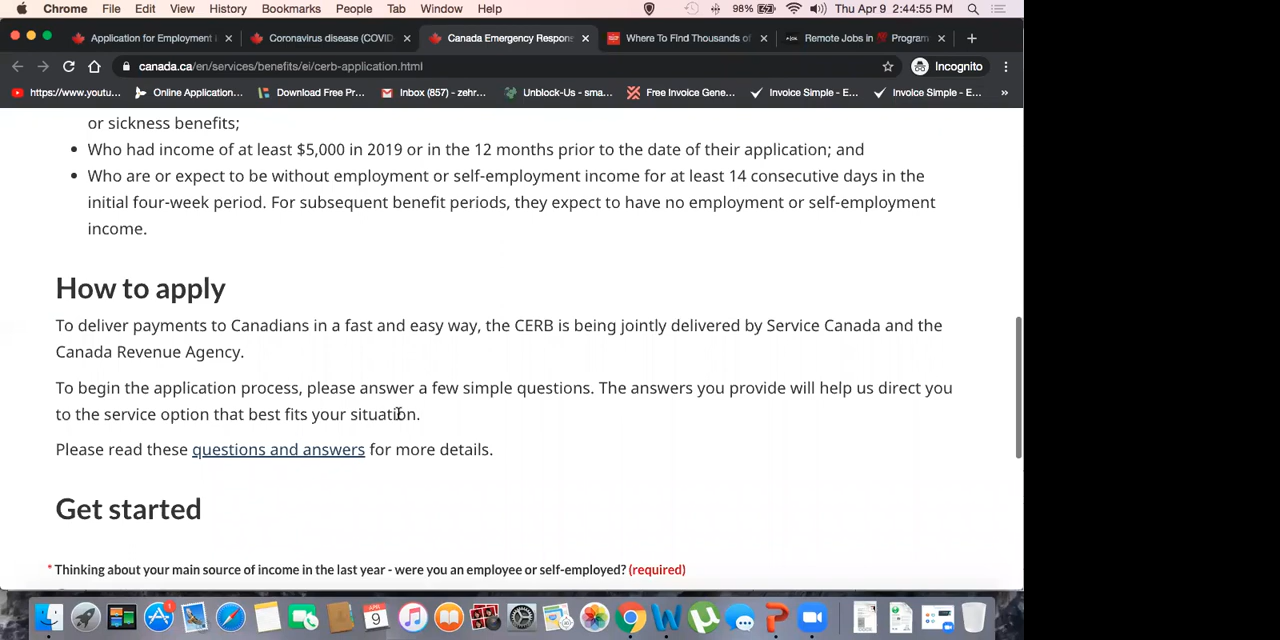 Chrome File Edit View History Bookmarks People Tab Window Help 98% Thu Apr 9 2:44:55 PM
Application for Employment Coronavirus disease (COVID Canada Emergency Respon Where To Find Thousands of Remote Jobs in Program
canada.ca/en/services/benefits/ei/cerb-application.html Incognito
https://www.youtu... Online Application... Download Free Pr... Inbox (857) - zehr... Unblock-Us - sma... Free Invoice Gene... Invoice Simple - E... Invoice Simple - E... »
or sickness benefits;
• Who had income of at least $5,000 in 2019 or in the 12 months prior to the date of their application; and
• Who are or expect to be without employment or self-employment income for at least 14 consecutive days in the
initial four-week period. For subsequent benefit periods, they expect to have no employment or self-employment
income.
How to apply
To deliver payments to Canadians in a fast and easy way, the CERB is being jointly delivered by Service Canada and the
Canada Revenue Agency.
To begin the application process, please answer a few simple questions. The answers you provide will help us direct you
to the service option that best fits your situation.
Please read these questions and answers for more details.
Get started
* Thinking about your main source of income in the last year - were you an employee or self-employed? (required)
APR
9
1